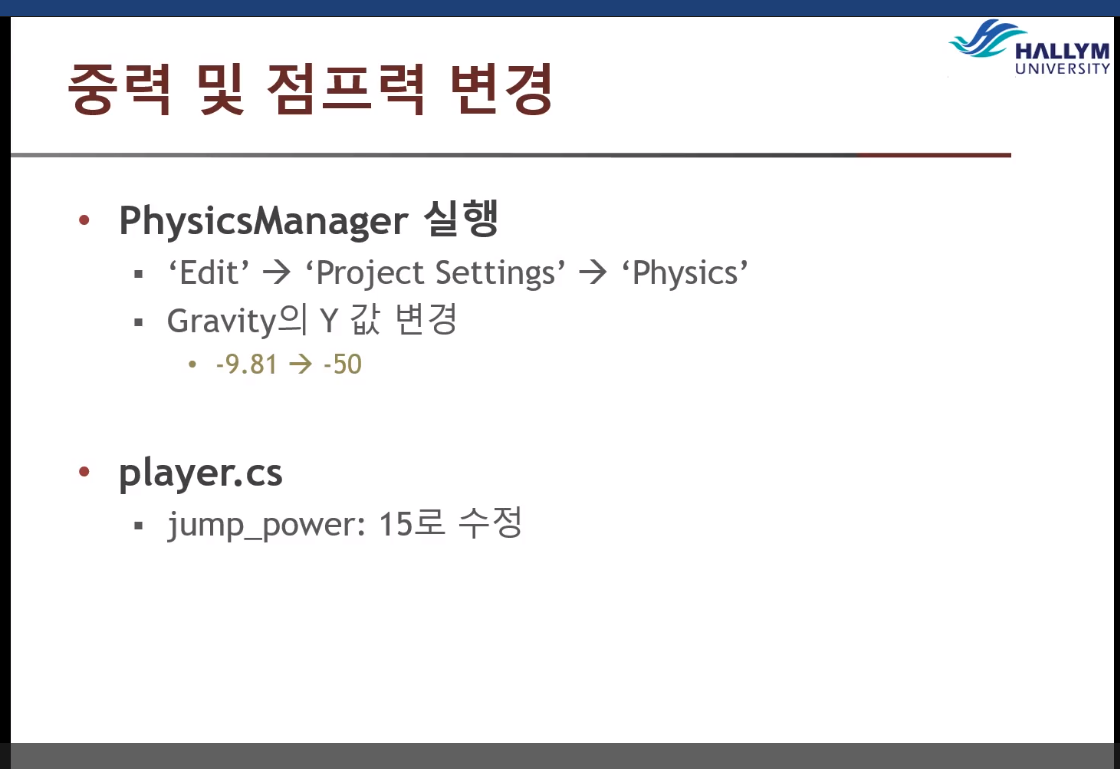 HALLYM
UNIVERSITY
중력 및 점프력 변경
• PhysicsManager 실행
▪ ‘Edit’ → ‘Project Settings’ → ‘Physics’
▪ Gravity의 Y 값 변경
• -9.81 → -50
• player.cs
▪ jump_power: 15로 수정